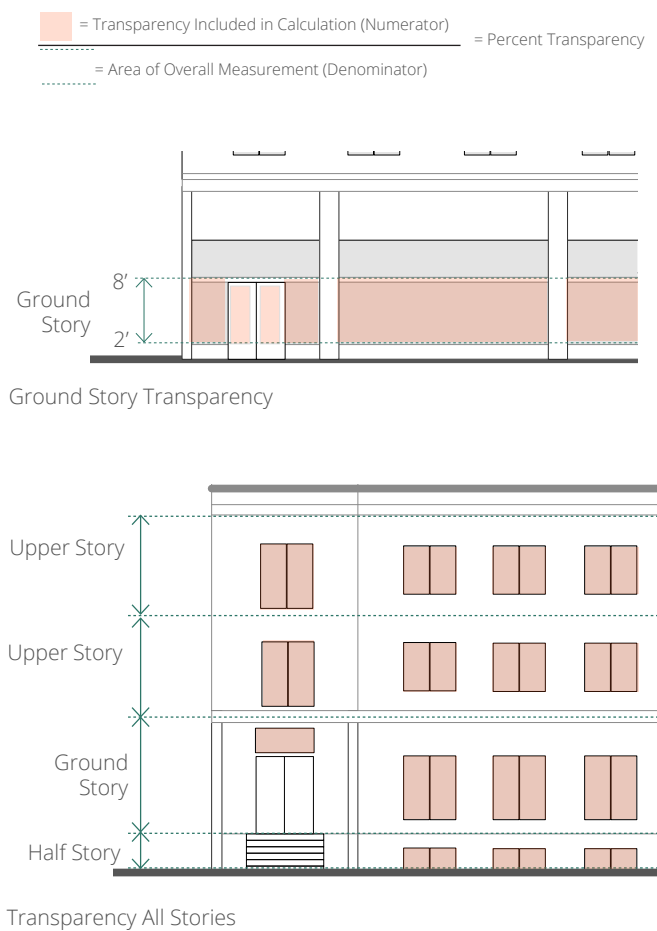 = Transparency Included in Calculation (Numerator)
= Percent Transparency
= Area of Overall Measurement (Denominator)
8’
Ground
Story
2’
Ground Story Transparency
Upper Story
Upper Story
Ground
Story
Half Story
Transparency All Stories